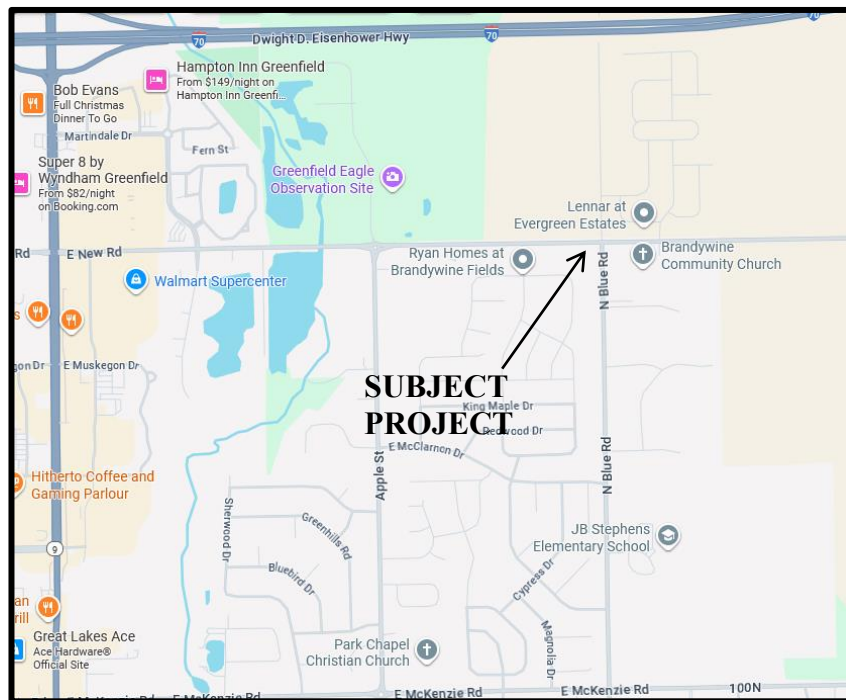 70
Dwight D. Eisenhower Hwy
70
70
Hampton Inn Greenfield
From $149/night on
Hampton Inn Greenfi...
Bob Evans
Full Christmas
Dinner To Go
Martindale Dr
Fern St
Super 8 by
Wyndham Greenfield
From $82/night
on Booking.com
Greenfield Eagle
Observation Site
Lennar at
Evergreen Estates
Rd
E New Rd
Ryan Homes at
Brandywine Fields
Brandywine
Community Church
N Blue Rd
Walmart Supercenter
s
gon Dr
E Muskegon Dr
SUBJECT
PROJECT
King Maple Dr
Redwood Dr
E McClarnon Dr
Apple St
N Blue Rd
Hitherto Coffee and
Gaming Parlour
Sherwood Dr
Greenhills Rd
JB Stephens
Elementary School
9
Bluebird Dr
Cypress Dr
an
rill
Magnolia Dr
Great Lakes Ace
Ace Hardware®
Official Site
Park Chapel
Christian Church
E McKenzie Rd
E McKenzie Rd
E McKenzie Rd
100N